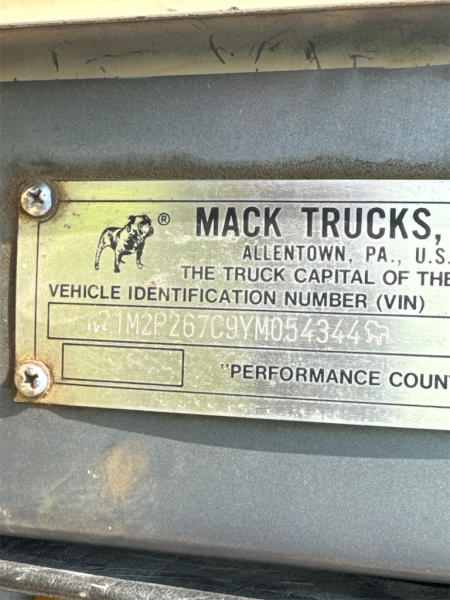 ® MACK TRUCKS,
ALLENTOWN, PA., U.S.
THE TRUCK CAPITAL OF THE
VEHICLE IDENTIFICATION NUMBER (VIN)
1M2P267C9YM054344
"PERFORMANCE COUN